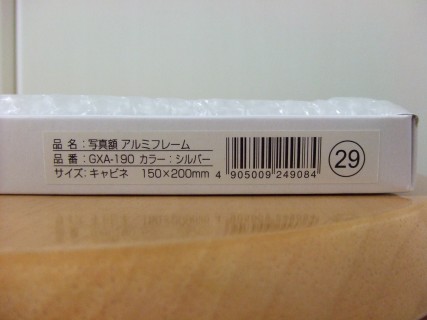 品 名：写真額 アルミフレーム
品 番：GXA-190 カラー：シルバー
サイズ：キャビネ 150×200mm
4 905009 249084
29